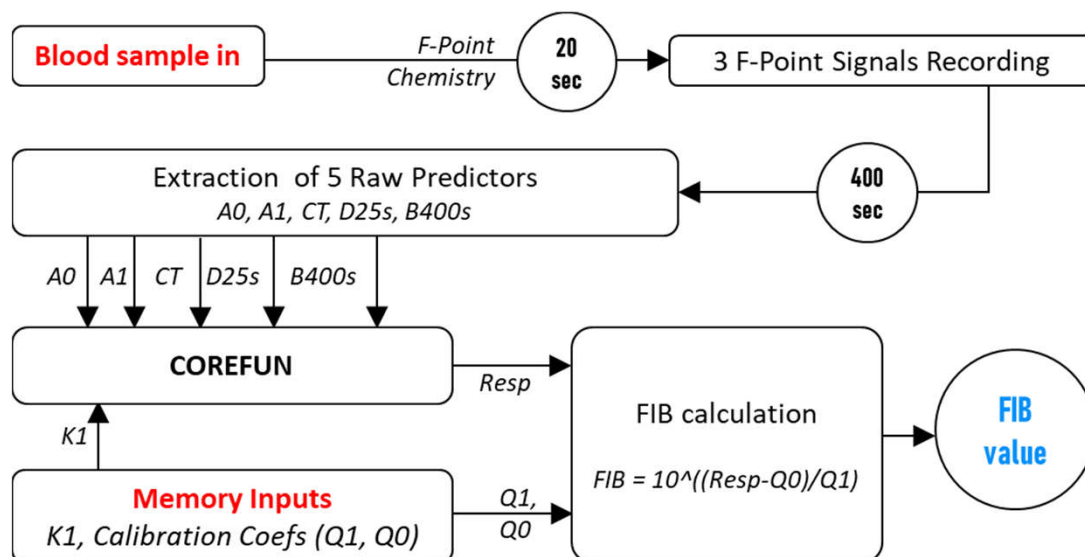 Blood sample in
F-Point
Chemistry
20
sec
3 F-Point Signals Recording
Extraction of 5 Raw Predictors
A0, A1, CT, D25s, B400s
400
sec
A0 A1 CT D25s B400s
COREFUN
Resp
FIB calculation
FIB = 10^((Resp-Q0)/Q1)
FIB
value
K1
Memory Inputs
K1, Calibration Coefs (Q1, Q0)
Q1,
Q0